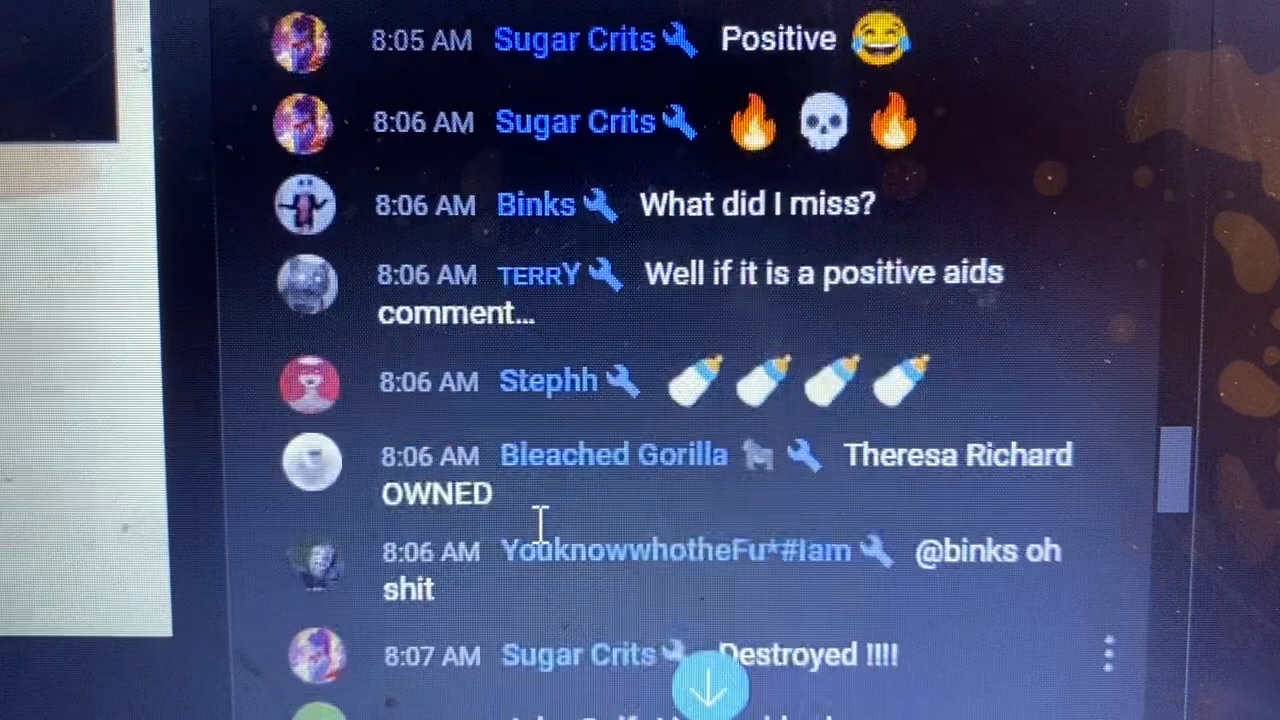 8:05 AM Sugar Crits Positive 😂
8:06 AM Sugar Crits 🔥 💀 🔥
8:06 AM Binks What did I miss?
8:06 AM TERRY Well if it is a positive aids
comment...
8:06 AM Stephh 🍼 🍼 🍼 🍼
8:06 AM Bleached Gorilla 🦍 Theresa Richard
OWNED
8:06 AM YouknowwhotheFu*#Iam @binks oh
shit
8:07 AM Sugar Crits Destroyed !!!!